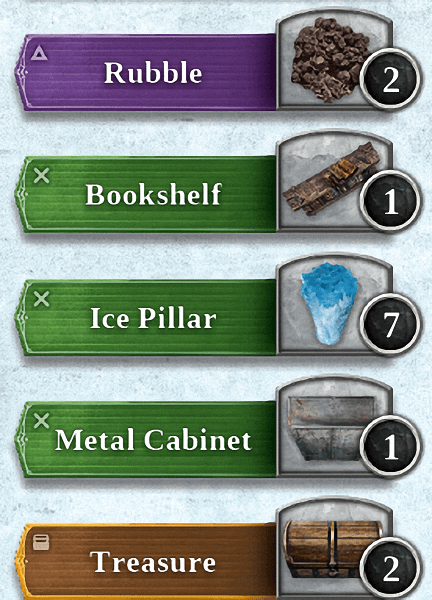 Rubble 2
Bookshelf 1
Ice Pillar 7
Metal Cabinet 1
Treasure 2